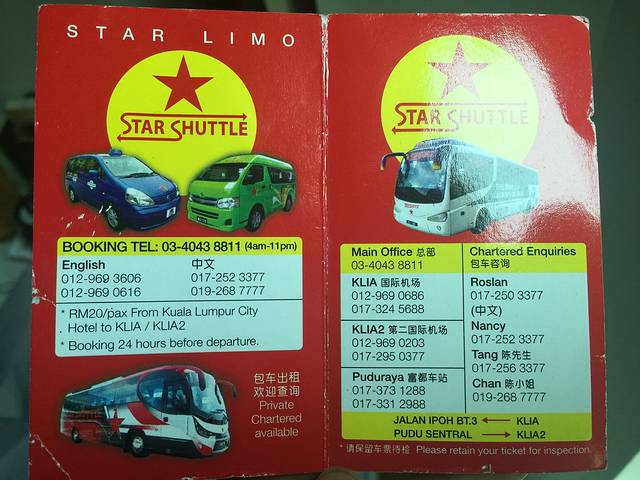 STAR LIMO
STAR SHUTTLE
BOOKING TEL: 03-4043 8811 (4am-11pm)
English 中文
012-969 3606 017-252 3377
012-969 0616 019-268 7777
* RM20/pax From Kuala Lumpur City
. Hotel to KLIA / KLIA2
* Booking 24 hours before departure.
包车出租
欢迎查询
Private
Chartered
available
STAR SHUTTLE
Main Office 总部
03-4043 8811
KLIA 国际机场
012-969 0686
017-324 5688
KLIA2 第二国际机场
012-969 0203
017-295 0377
Puduraya 富都车站
017-373 1288
017-331 2988
Chartered Enquiries
包车咨询
Roslan
017-250 3377
(中文)
Nancy
017-252 3377
Tang 陈先生
017-256 3377
Chan 陈小姐
019-268 7777
JALAN IPOH BT.3 ← KLIA
PUDU SENTRAL → KLIA2
* 请保留车票待检 Please retain your ticket for inspection.